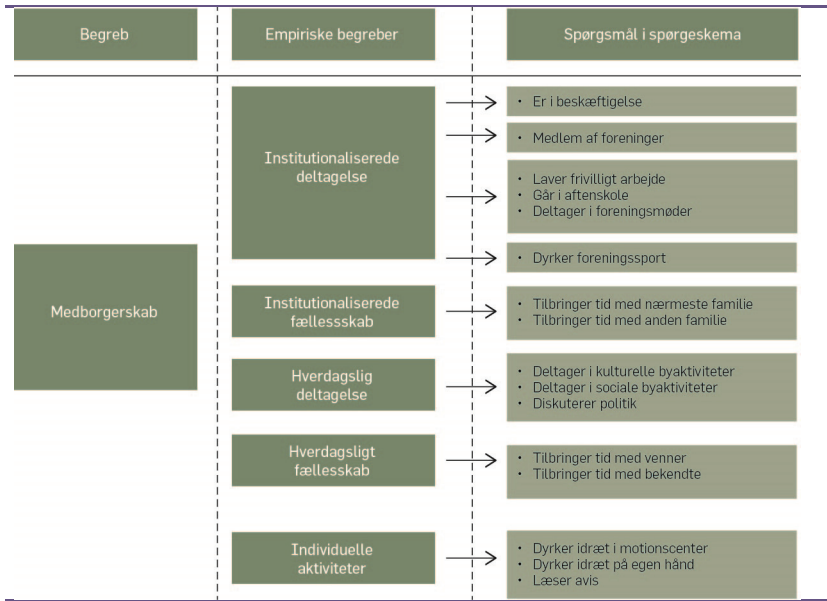 Begreb
Empiriske begreber
Spørgsmål i spørgeskema
Medborgerskab
Institutionaliserede
deltagelse
• Er i beskæftigelse
• Medlem af foreninger
• Laver frivilligt arbejde
• Går i aftenskole
• Deltager i foreningsmøder
• Dyrker foreningssport
Institutionaliserede
fællessskab
• Tilbringer tid med nærmeste familie
• Tilbringer tid med anden familie
Hverdagslig
deltagelse
• Deltager i kulturelle byaktiviteter
• Deltager i sociale byaktiviteter
• Diskuterer politik
Hverdagsligt
fællesskab
• Tilbringer tid med venner
• Tilbringer tid med bekendte
Individuelle
aktiviteter
• Dyrker idræt i motionscenter
• Dyrker idræt på egen hånd
• Læser avis